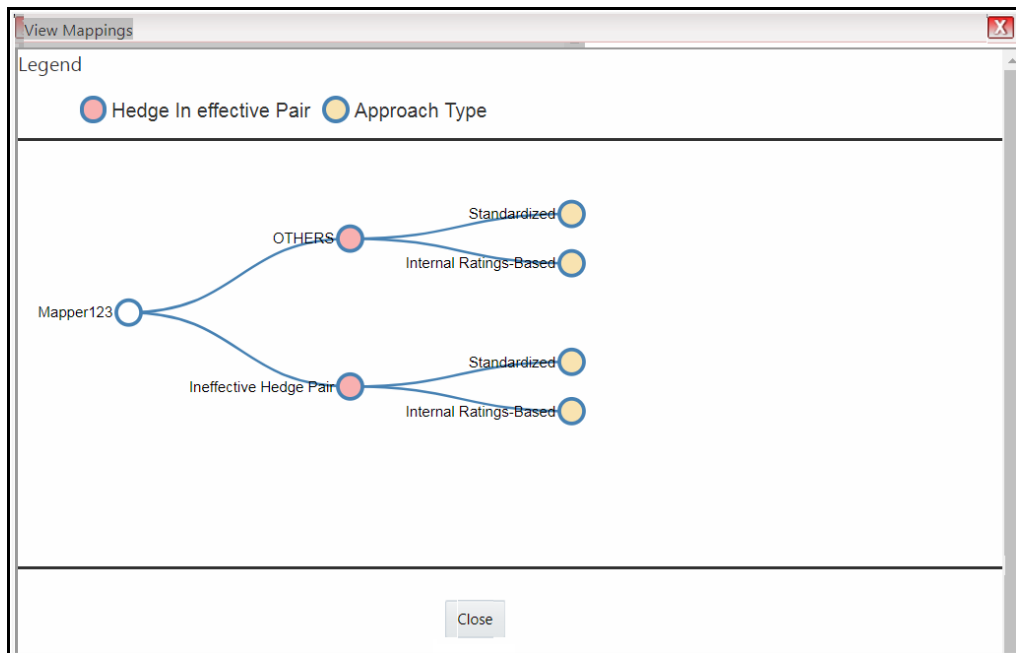 View Mappings
X
Legend
Hedge In effective Pair Approach Type
Standardized
OTHERS
Internal Ratings-Based
Mapper123
Standardized
Ineffective Hedge Pair
Internal Ratings-Based
Close